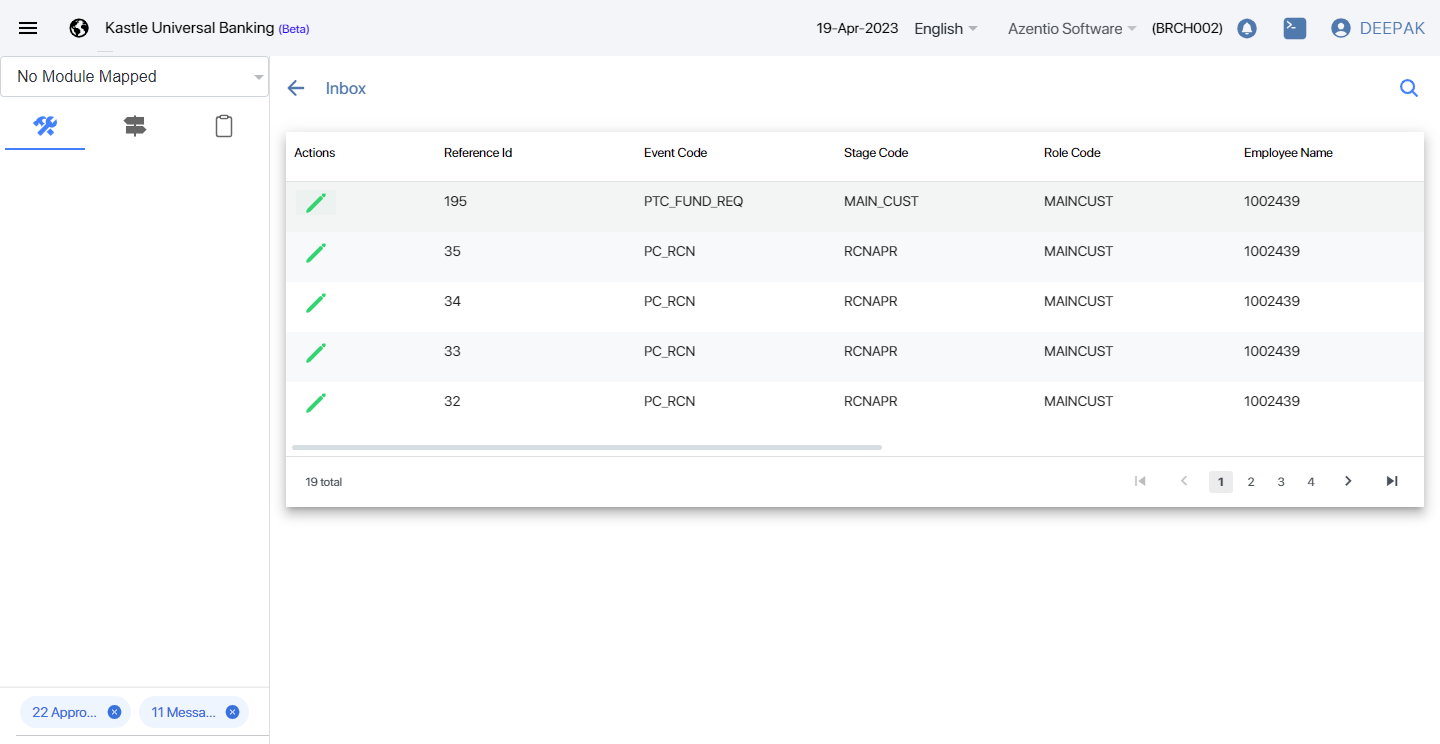 Kastle Universal Banking (Beta)
19-Apr-2023 English Azentio Software (BRCH002) DEEPAK
No Module Mapped
Inbox
Actions Reference Id Event Code Stage Code Role Code Employee Name
195 PTC_FUND_REQ MAIN_CUST MAINCUST 1002439
35 PC_RCN RCNAPR MAINCUST 1002439
34 PC_RCN RCNAPR MAINCUST 1002439
33 PC_RCN RCNAPR MAINCUST 1002439
32 PC_RCN RCNAPR MAINCUST 1002439
19 total 1 2 3 4
22 Appro... 11 Messa...